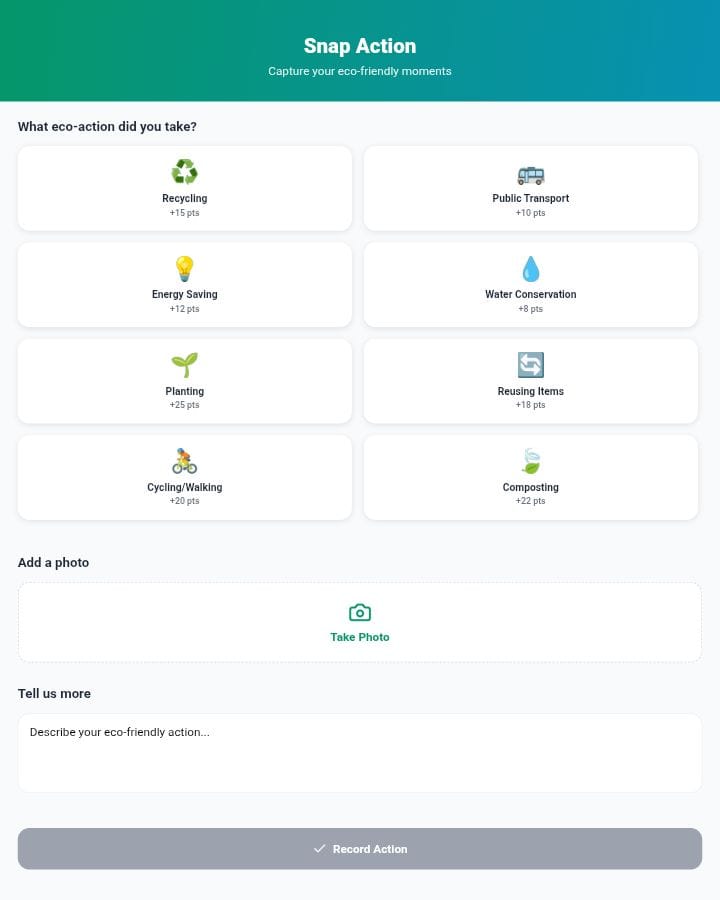 Snap Action
Capture your eco-friendly moments
What eco-action did you take?
Recycling
+15 pts
Public Transport
+10 pts
Energy Saving
+12 pts
Water Conservation
+8 pts
Planting
+25 pts
Reusing Items
+18 pts
Cycling/Walking
+20 pts
Composting
+22 pts
Add a photo
Take Photo
Tell us more
Describe your eco-friendly action...
Record Action